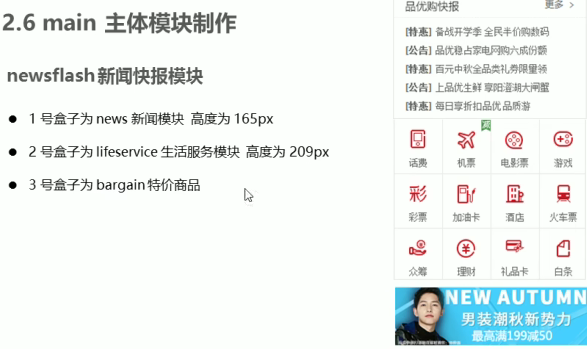 2.6 main 主体模块制作
newsflash新闻快报模块
● 1 号盒子为 news 新闻模块 高度为 165px
● 2 号盒子为 lifeservice 生活服务模块 高度为 209px
● 3 号盒子为 bargain 特价商品
品优购快报 更多 >
[特惠] 备战开学季 全民半价购数码
[公告] 品优稳占家电网购六成份额
[特惠] 百元中秋全品类礼券限量领
[公告] 上品优生鲜 享阳澄湖大闸蟹
[特惠] 每日享折扣品优品质游
话费 机票 电影票 游戏
彩
彩票 加油卡 酒店 火车票
众筹 理财 礼品卡 白条
NEW AUTUMN
男装潮秋新势力
最高满199减50